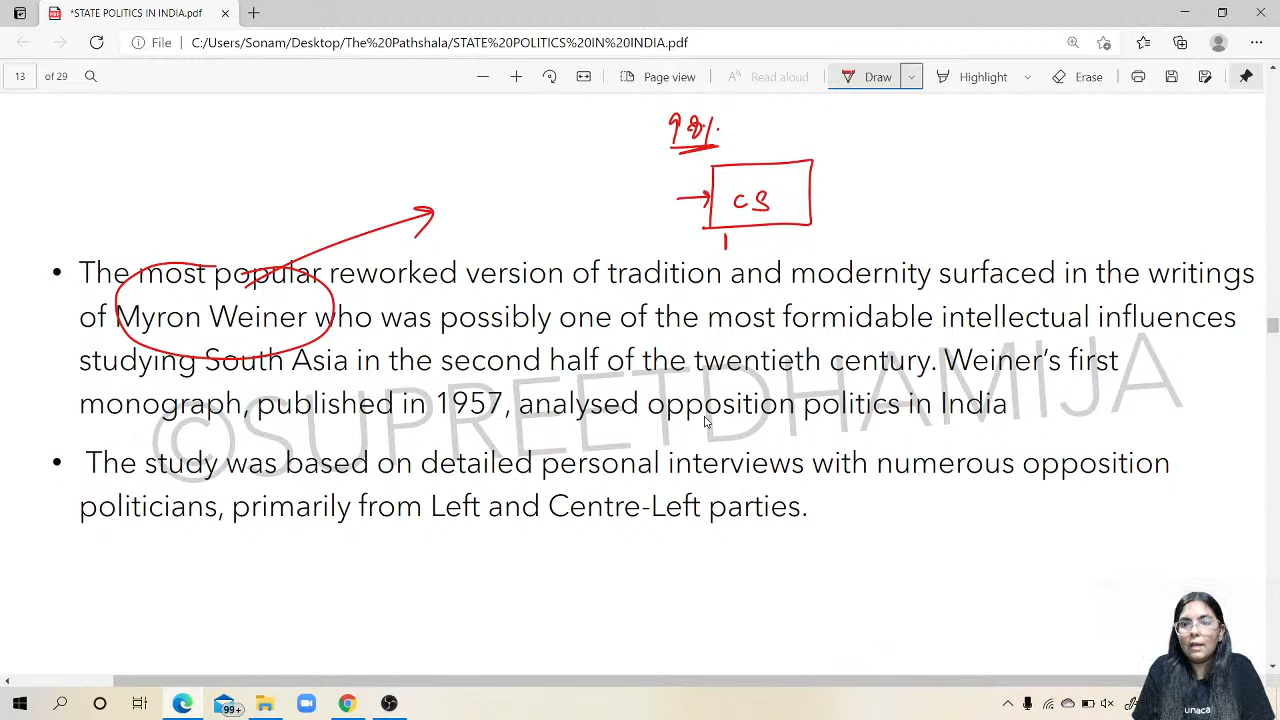 *STATE POLITICS IN INDIA.pdf
File C:/Users/Sonam/Desktop/The%20Pathshala/STATE%20POLITICS%20IN%20INDIA.pdf
13 of 29 Page view Read aloud Draw Highlight Erase
CS
• The most popular reworked version of tradition and modernity surfaced in the writings
of Myron Weiner who was possibly one of the most formidable intellectual influences
studying South Asia in the second half of the twentieth century. Weiner's first
monograph, published in 1957, analysed opposition politics in India
©SUPREETDHAMIJA
• The study was based on detailed personal interviews with numerous opposition
politicians, primarily from Left and Centre-Left parties.
unaca
99+